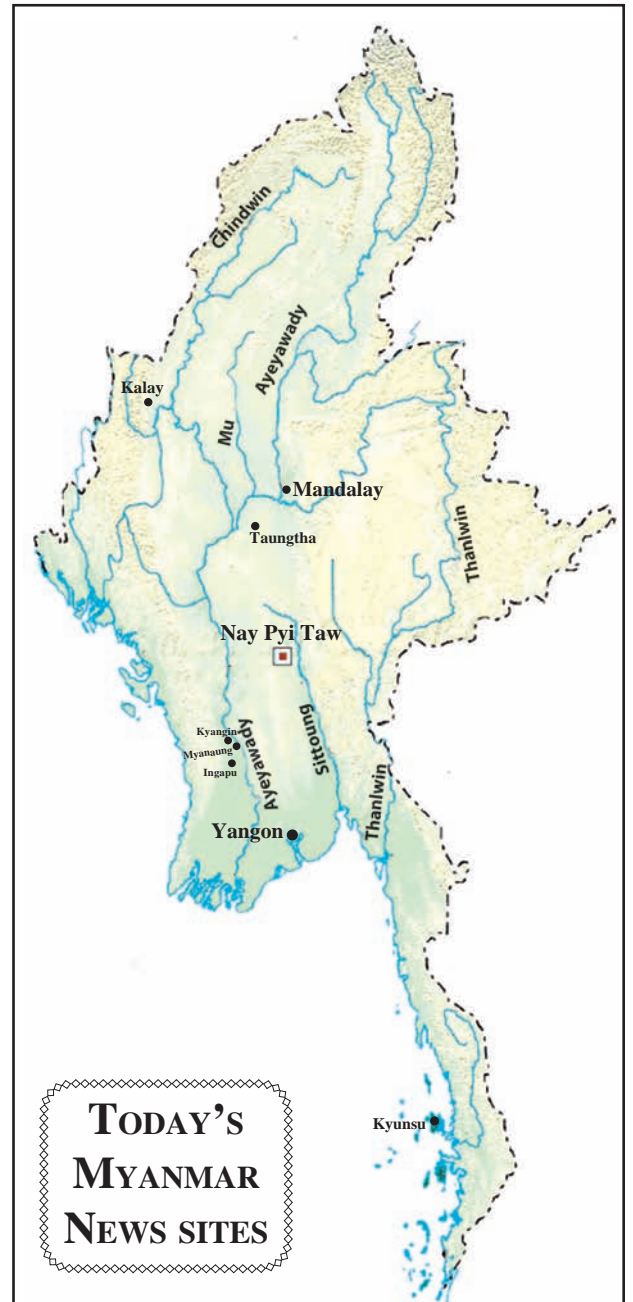 Chindwin
Ayeyawady
Kalay
Mu
Mandalay
Taungtha
Thanlwin
Nay Pyi Taw
Sittoung
Kyangin
Myanaung
Ayeyawady
Ingapu
Thanlwin
Yangon
Kyunsu
TODAY'S
MYANMAR
NEWS SITES